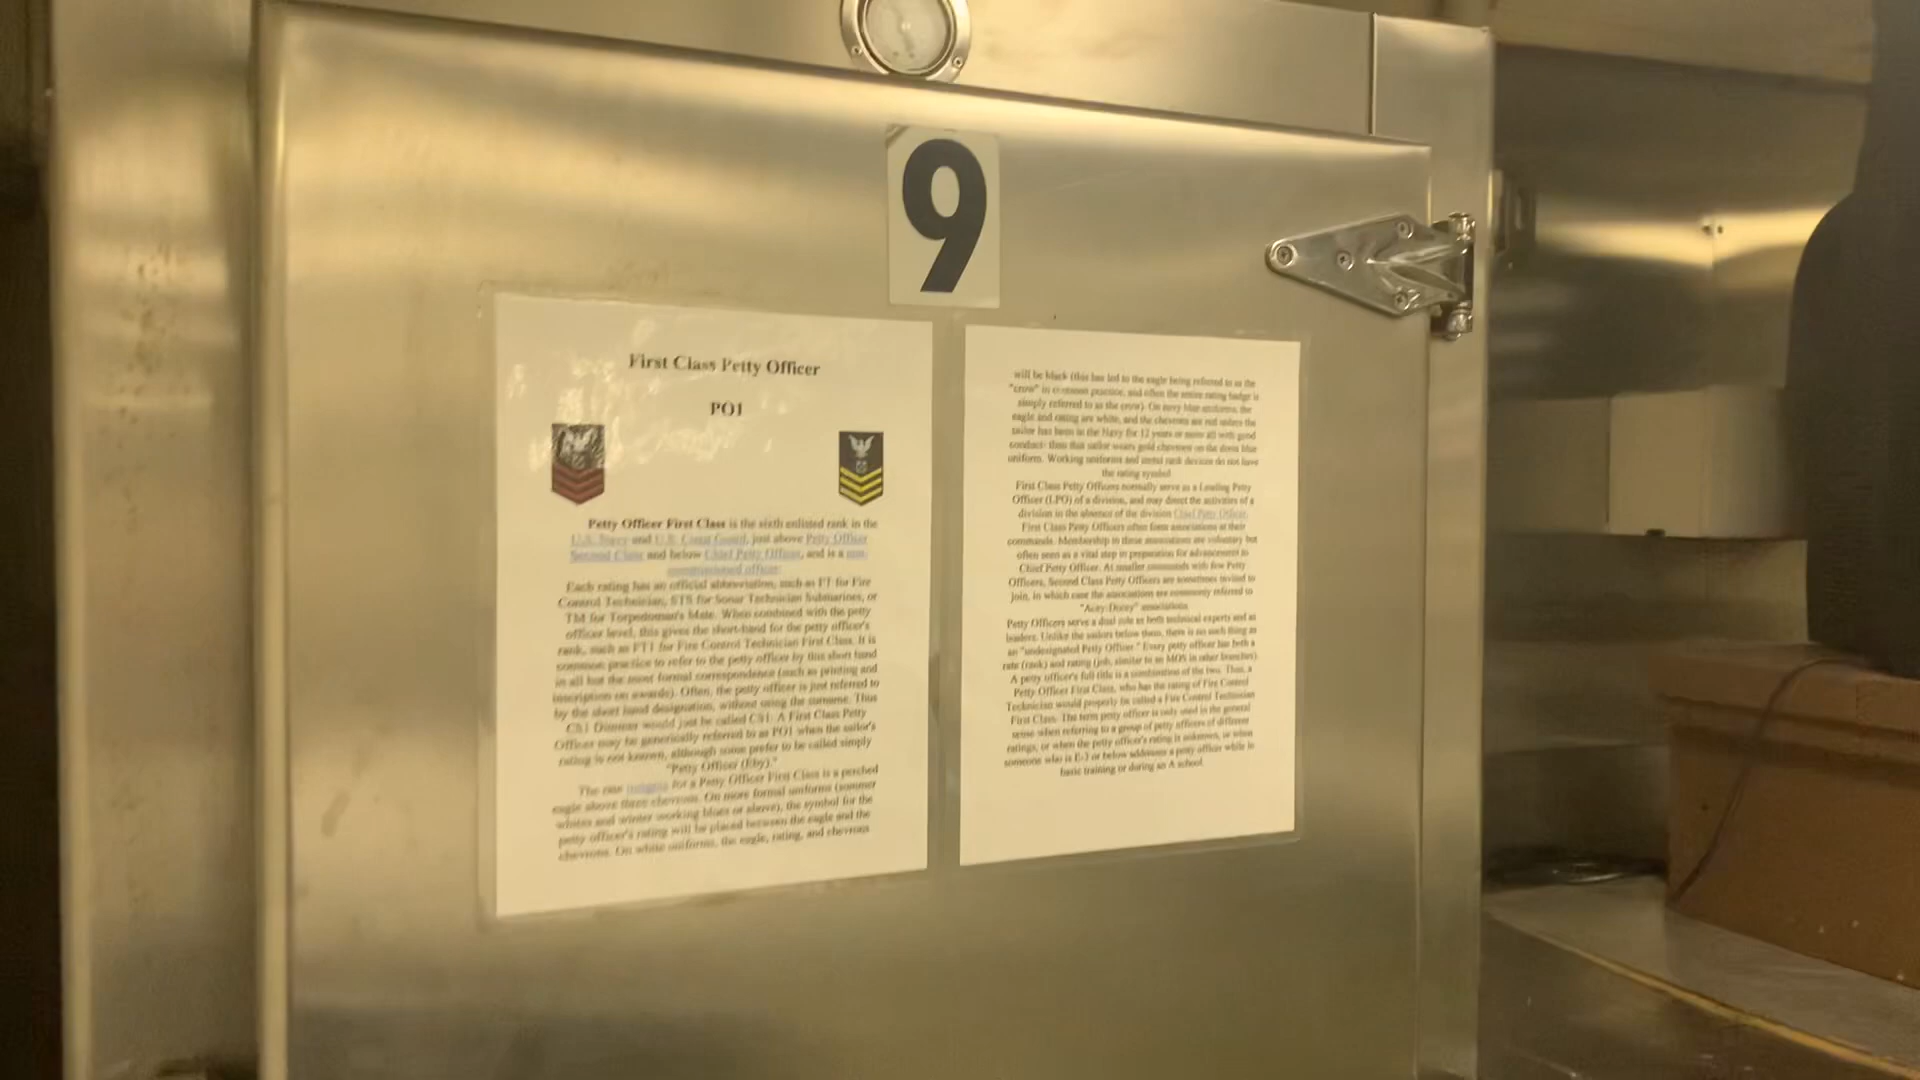 9
First Class Petty Officer
PO1
Petty Officer First Class is the sixth enlisted rank in the
U.S. Navy and U.S. Coast Guard, just above Petty Officer
Second Class and below Chief Petty Officer, and is a non-
commissioned officer.
Each rating has an official abbreviation, such as FT for Fire
Control Technician, STS for Sonar Technician Submarines, or
TM for Torpedoman's Mate. When combined with the petty
officer level, this gives the short-hand for the petty officer's
rank, such as FT1 for Fire Control Technician First Class. It is
common practice to refer to the petty officer by this short hand
in all but the most formal correspondence (such as printing and
inscription on awards). Often, the petty officer is just referred to
by the short hand designation, without using the surname. Thus
would just be called CS1. A First Class Petty
Officer may be generically referred to as PO1 when the sailor's
rating is not known, although some prefer to be called simply
"Petty Officer
The rate insignia for a Petty Officer First Class is a perched
eagle above three chevrons. On more formal uniforms (summer
whites and winter working blues or above), the symbol for the
petty officer's rating will be placed between the eagle and the
chevrons. On white uniforms, the eagle, rating, and chevrons
will be black (this has led to the eagle being referred to as the
"crow" in common practice, and often the entire rating badge is
simply referred to as the crow). On navy blue uniforms, the
eagle and rating are white, and the chevrons are red unless the
sailor has been in the Navy for 12 years or more all with good
conduct- then this sailor wears gold chevrons on the dress blue
uniform. Working uniforms and metal rank devices do not have
the rating symbol
First Class Petty Officers normally serve as a Leading Petty
Officer (LPO) of a division, and may direct the activities of a
division in the absence of the division Chief Petty Officer.
First Class Petty Officers often form associations at their
commands. Membership in these associations are voluntary but
often seen as a vital step in preparation for advancement to
Chief Petty Officer. At smaller commands with few Petty
Officers, Second Class Petty Officers are sometimes invited to
join, in which case the associations are commonly referred to
"Acey-Ducey" associations.
Petty Officers serve a dual role as both technical experts and as
leaders. Unlike the sailors below them, there is no such thing as
an "undesignated Petty Officer." Every petty officer has both a
rate (rank) and rating (job, similar to an MOS in other branches).
A petty officer's full title is a combination of the two. Thus, a
Petty Officer First Class, who has the rating of Fire Control
Technician would properly be called a Fire Control Technician
First Class. The term petty officer is only used in the general
sense when referring to a group of petty officers of different
ratings, or when the petty officer's rating is unknown, or when
someone who is E-3 or below addresses a petty officer while in
basic training or during an A school.